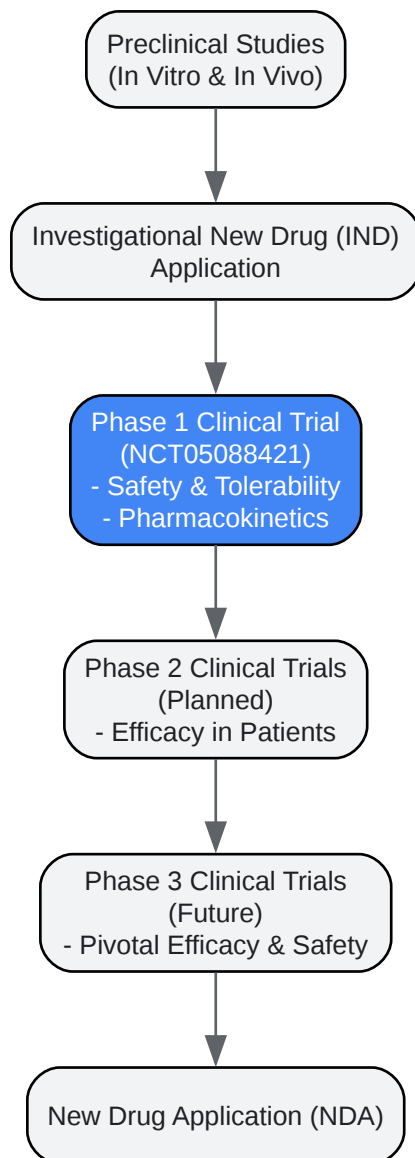 Preclinical Studies
(In Vitro & In Vivo)
Investigational New Drug (IND)
Application
Phase 1 Clinical Trial
(NCT05088421)
- Safety & Tolerability
- Pharmacokinetics
Phase 2 Clinical Trials
(Planned)
- Efficacy in Patients
Phase 3 Clinical Trials
(Future)
- Pivotal Efficacy & Safety
New Drug Application (NDA)